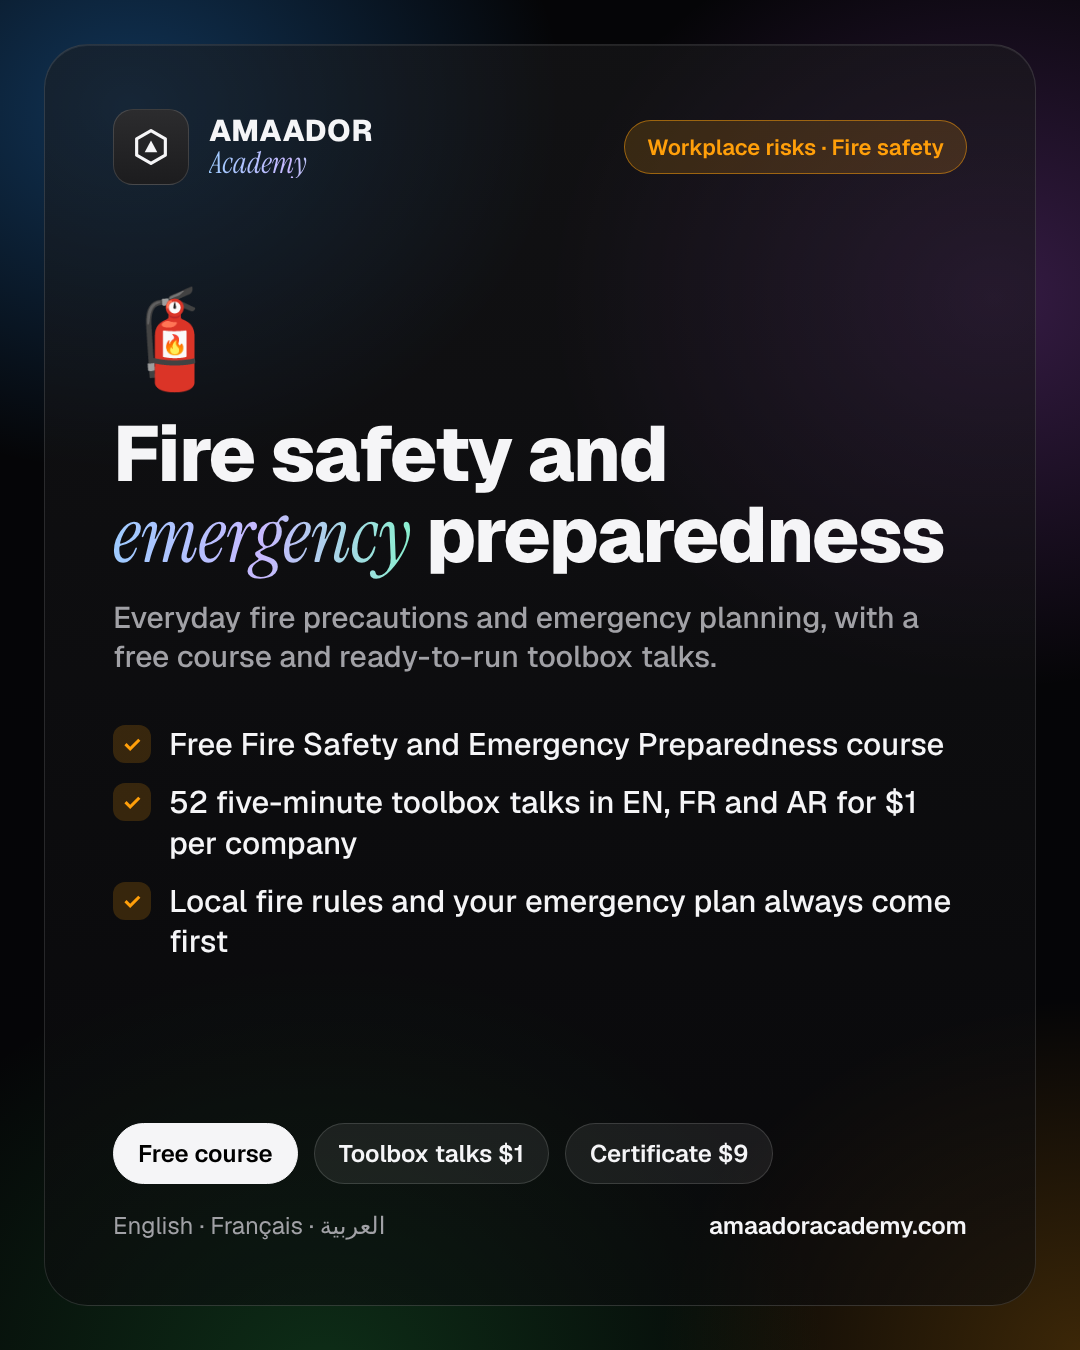 AMAADOR
Academy
Workplace risks · Fire safety
Fire safety and
emergency preparedness
Everyday fire precautions and emergency planning, with a
free course and ready-to-run toolbox talks.
Free Fire Safety and Emergency Preparedness course
52 five-minute toolbox talks in EN, FR and AR for $1
per company
Local fire rules and your emergency plan always come
first
Free course
Toolbox talks $1
Certificate $9
English · Français · العربية
amaadoracademy.com